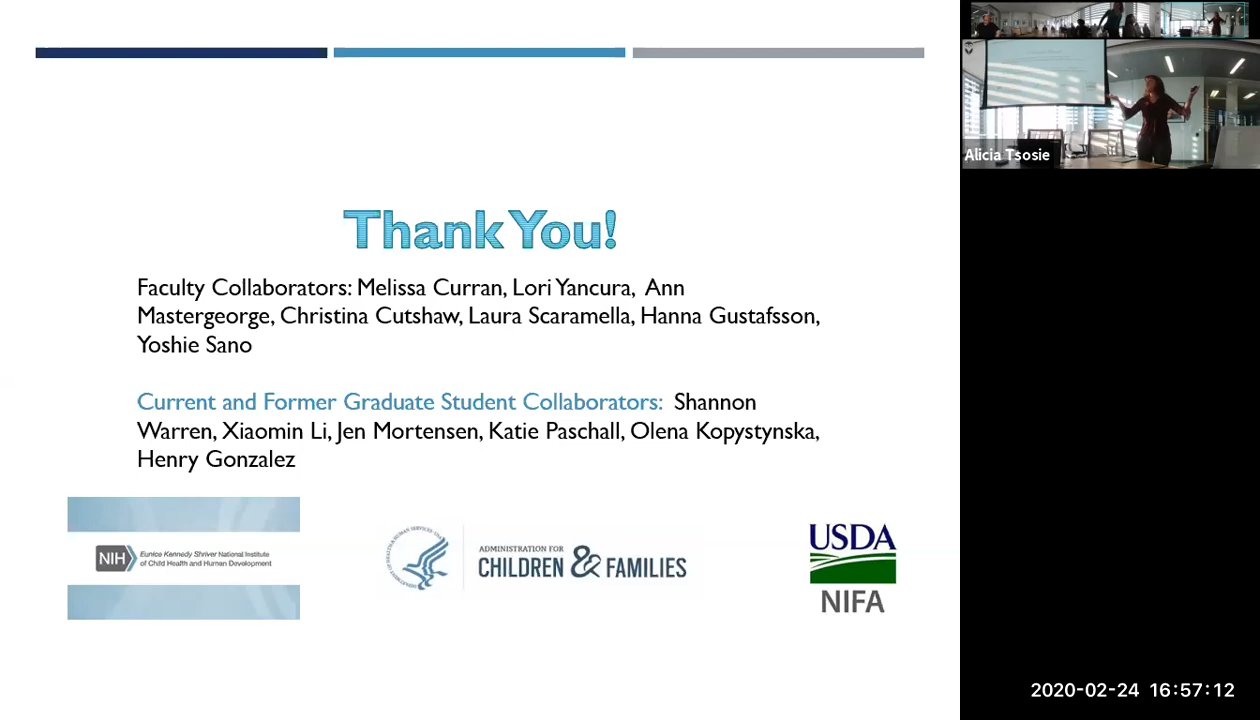 Thank You!
Faculty Collaborators: Melissa Curran, Lori Yancura, Ann
Mastergeorge, Christina Cutshaw, Laura Scaramella, Hanna Gustafsson,
Yoshie Sano
Current and Former Graduate Student Collaborators: Shannon
Warren, Xiaomin Li, Jen Mortensen, Katie Paschall, Olena Kopystynska,
Henry Gonzalez
NIH
Eunice Kennedy Shriver National Institute
of Child Health and Human Development
ADMINISTRATION FOR
CHILDREN & FAMILIES
USDA
NIFA
Alicia Tsosie
2020-02-24 16:57:12